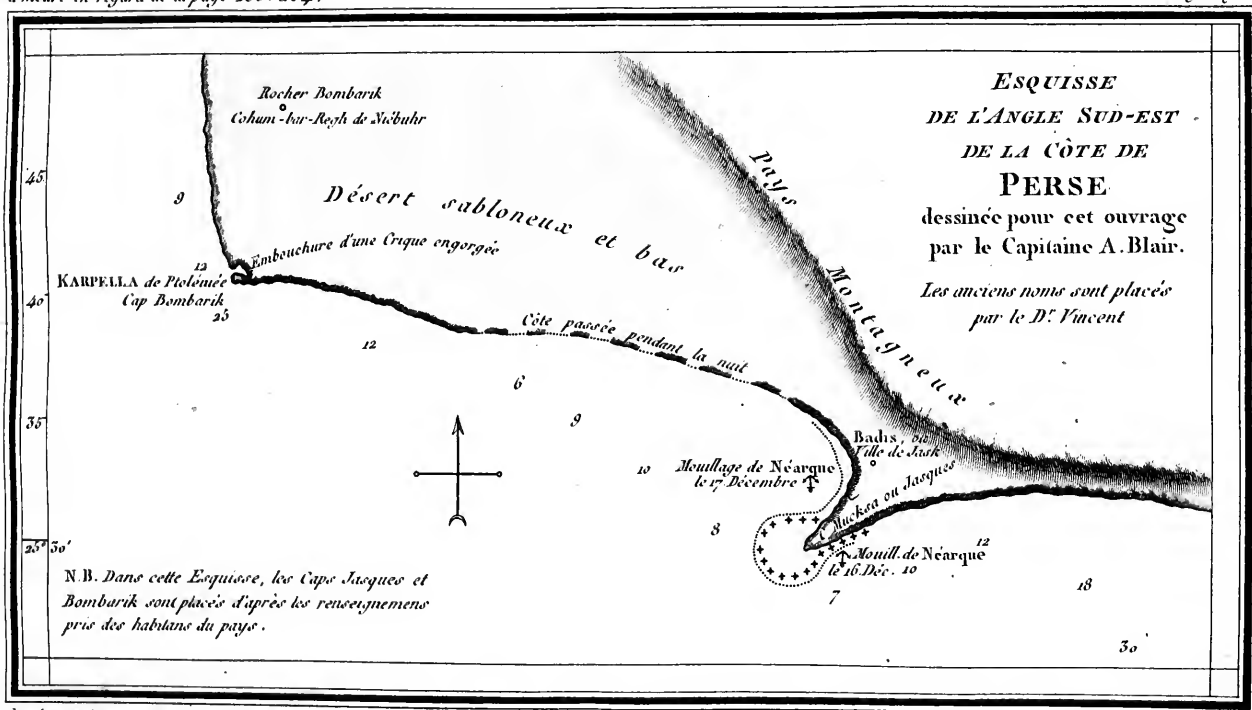 ESQUISSE
DE L'ANGLE SUD-EST
DE LA CÔTE DE
PERSE
dessinée pour cet ouvrage
par le Capitaine A. Blair.
Les anciens noms sont placés
par le Dr. Vincent
Rocher Bombarik
Cohum-bar-Regh de Niébuhr
45
9
Désert sabloneux et bas
Pays Montagneux
Embouchure d'une Crique engorgée
12
KARPELLA de Ptolémée
Cap Bombarik
40
25
12
Côte passée pendant la nuit
6
9
35
Badis, ou
Ville de Jask
Mouillage de Néarque
le 17 Décembre
10
Mucksa ou Jasques
8
25° 30'
Mouill. de Néarque
le 16. Déc. 10
12
7
18
N.B. Dans cette Esquisse, les Caps Jasques et
Bombarik sont placés d'après les renseignemens
pris des habitans du pays.
30